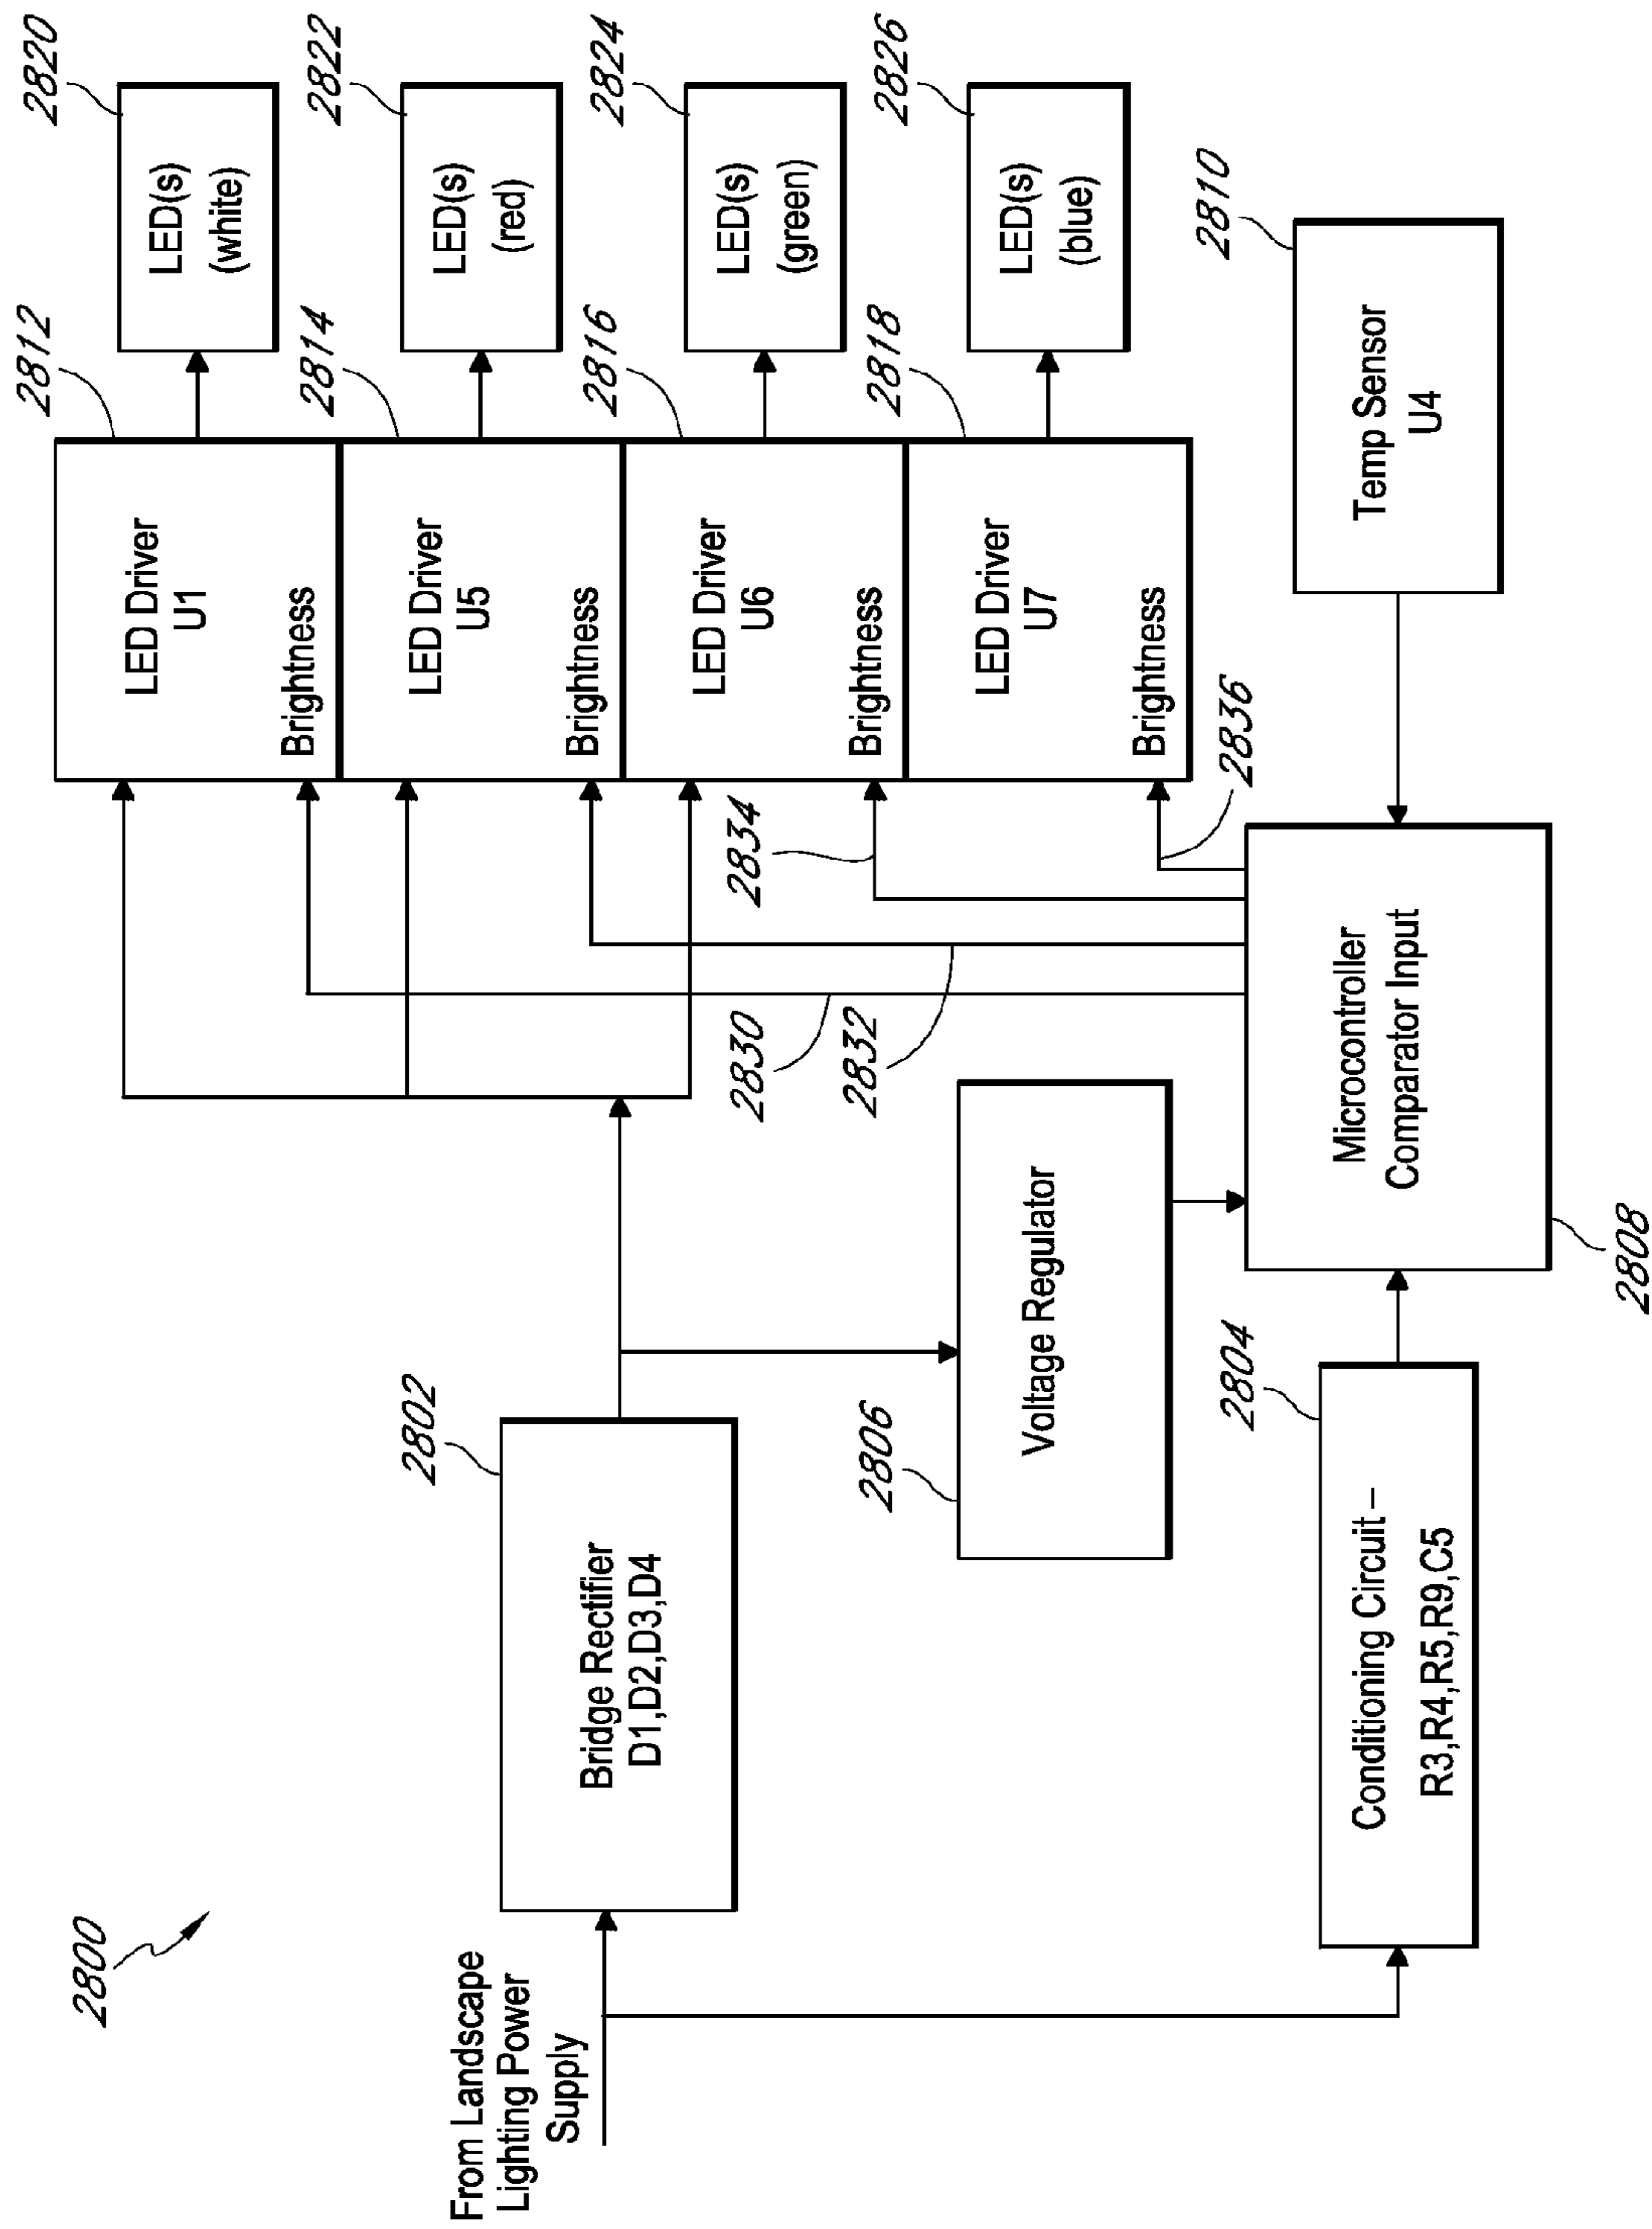 2800
From Landscape
Lighting Power
Supply
2802
Bridge Rectifier
D1,D2,D3,D4
2804
Conditioning Circuit –
R3,R4,R5,R9,C5
2806
Voltage Regulator
2808
Microcontroller
Comparator Input
2830
2832
2834
2836
2810
Temp Sensor
U4
2812
LED Driver
U1
Brightness
2814
LED Driver
U5
Brightness
2816
LED Driver
U6
Brightness
2818
LED Driver
U7
Brightness
2820
LED(s)
(white)
2822
LED(s)
(red)
2824
LED(s)
(green)
2826
LED(s)
(blue)